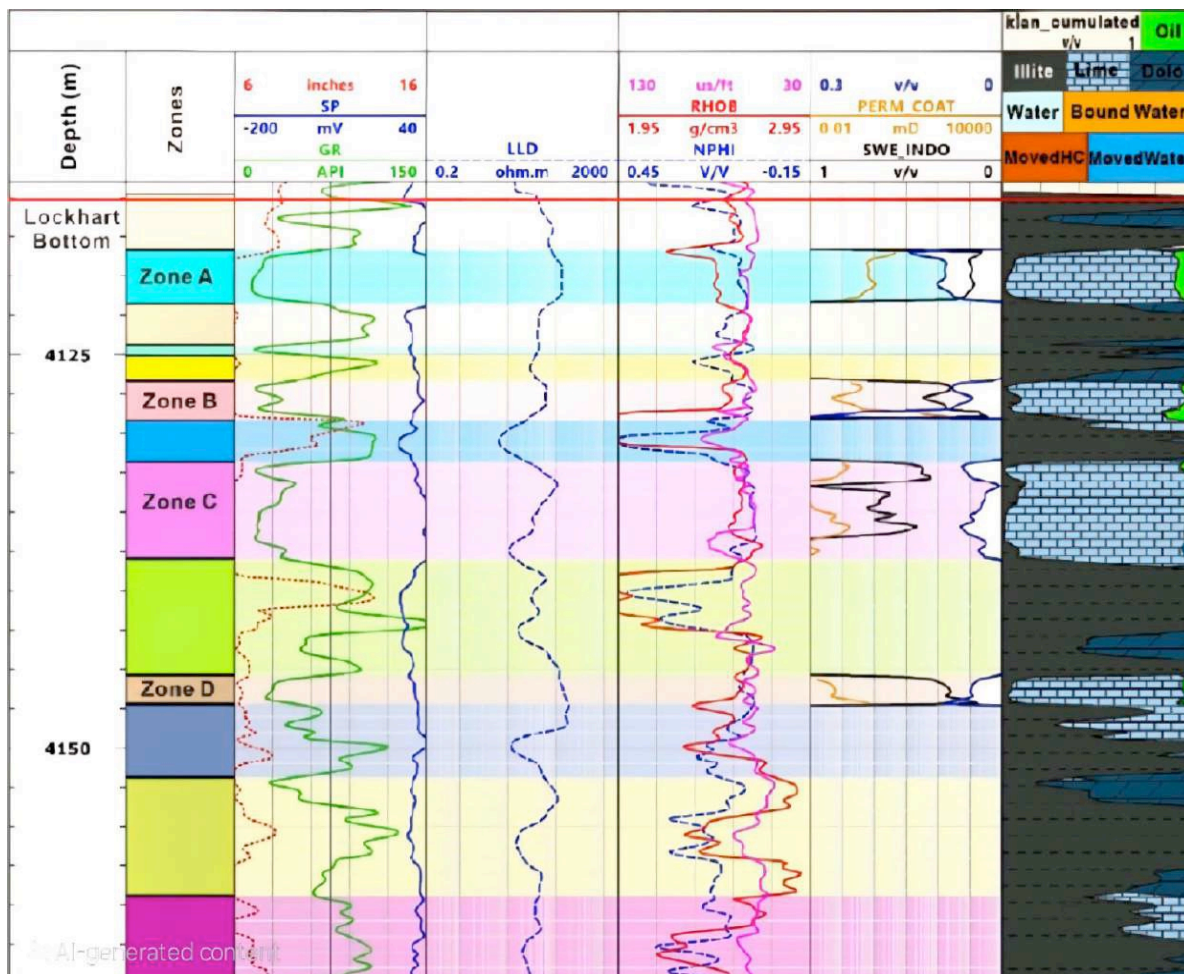 klan_cumulated Oil
v/v 1
Illite Lime Dolo
Water Bound Water
MovedHC MovedWater
Depth (m)
Zones
6 Inches 16
SP
-200 mV 40
GR
0 API 150
LLD
0.2 ohm.m 2000
130 us/ft 30
RHOB
1.95 g/cm3 2.95
NPHI
0.45 V/V -0.15
0.3 v/v 0
PERM_COAT
0.01 mD 10000
SWE_INDO
1 v/v 0
Lockhart
Bottom
Zone A
4125
Zone B
Zone C
Zone D
4150
AI-generated content